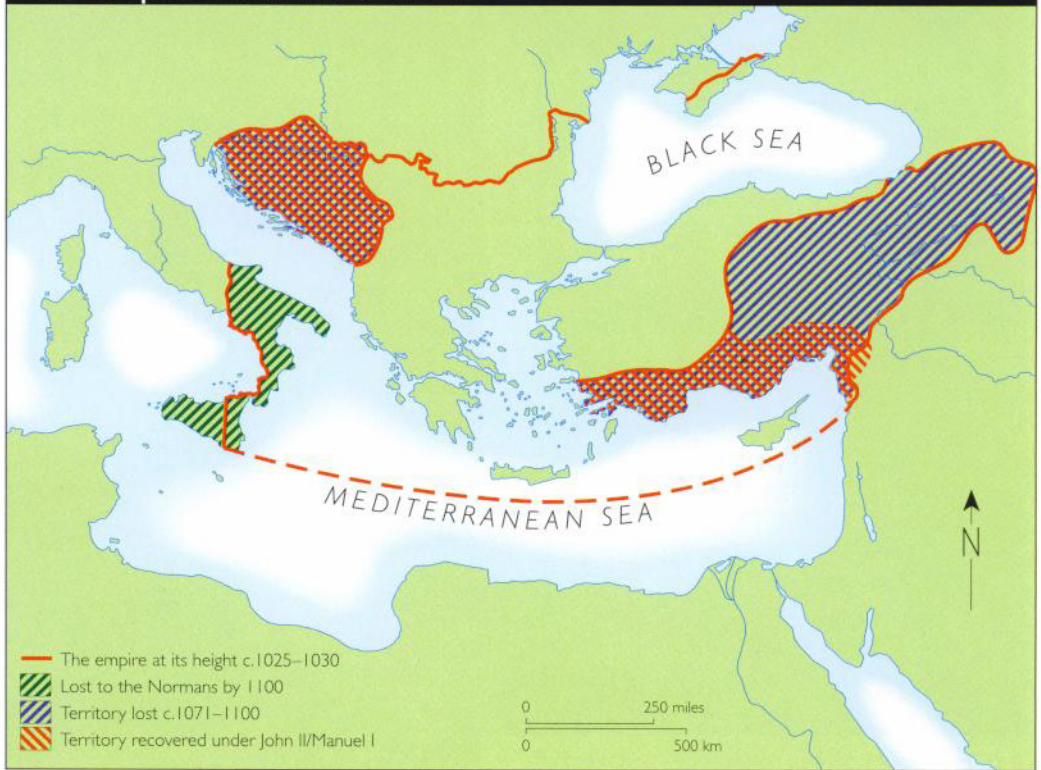 BLACK SEA
MEDITERRANEAN SEA
N
The empire at its height c.1025–1030
Lost to the Normans by 1100
Territory lost c.1071–1100
Territory recovered under John II/Manuel I
0 250 miles
0 500 km